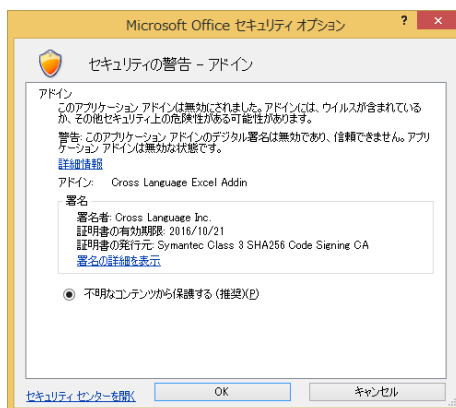 Microsoft Office セキュリティ オプション
? ×
セキュリティの警告 - アドイン
アドイン
このアプリケーション アドインは無効にされました。アドインには、ウイルスが含まれている
か、その他セキュリティ上の危険性がある可能性があります。
警告: このアプリケーション アドインのデジタル署名は無効であり、信頼できません。アプリ
ケーション アドインは無効な状態です。
詳細情報
アドイン: Cross Language Excel Addin
署名
署名者: Cross Language Inc.
証明書の有効期限: 2016/10/21
証明書の発行元: Symantec Class 3 SHA256 Code Signing CA
署名の詳細を表示
不明なコンテンツから保護する (推奨)(P)
セキュリティ センターを開く OK キャンセル